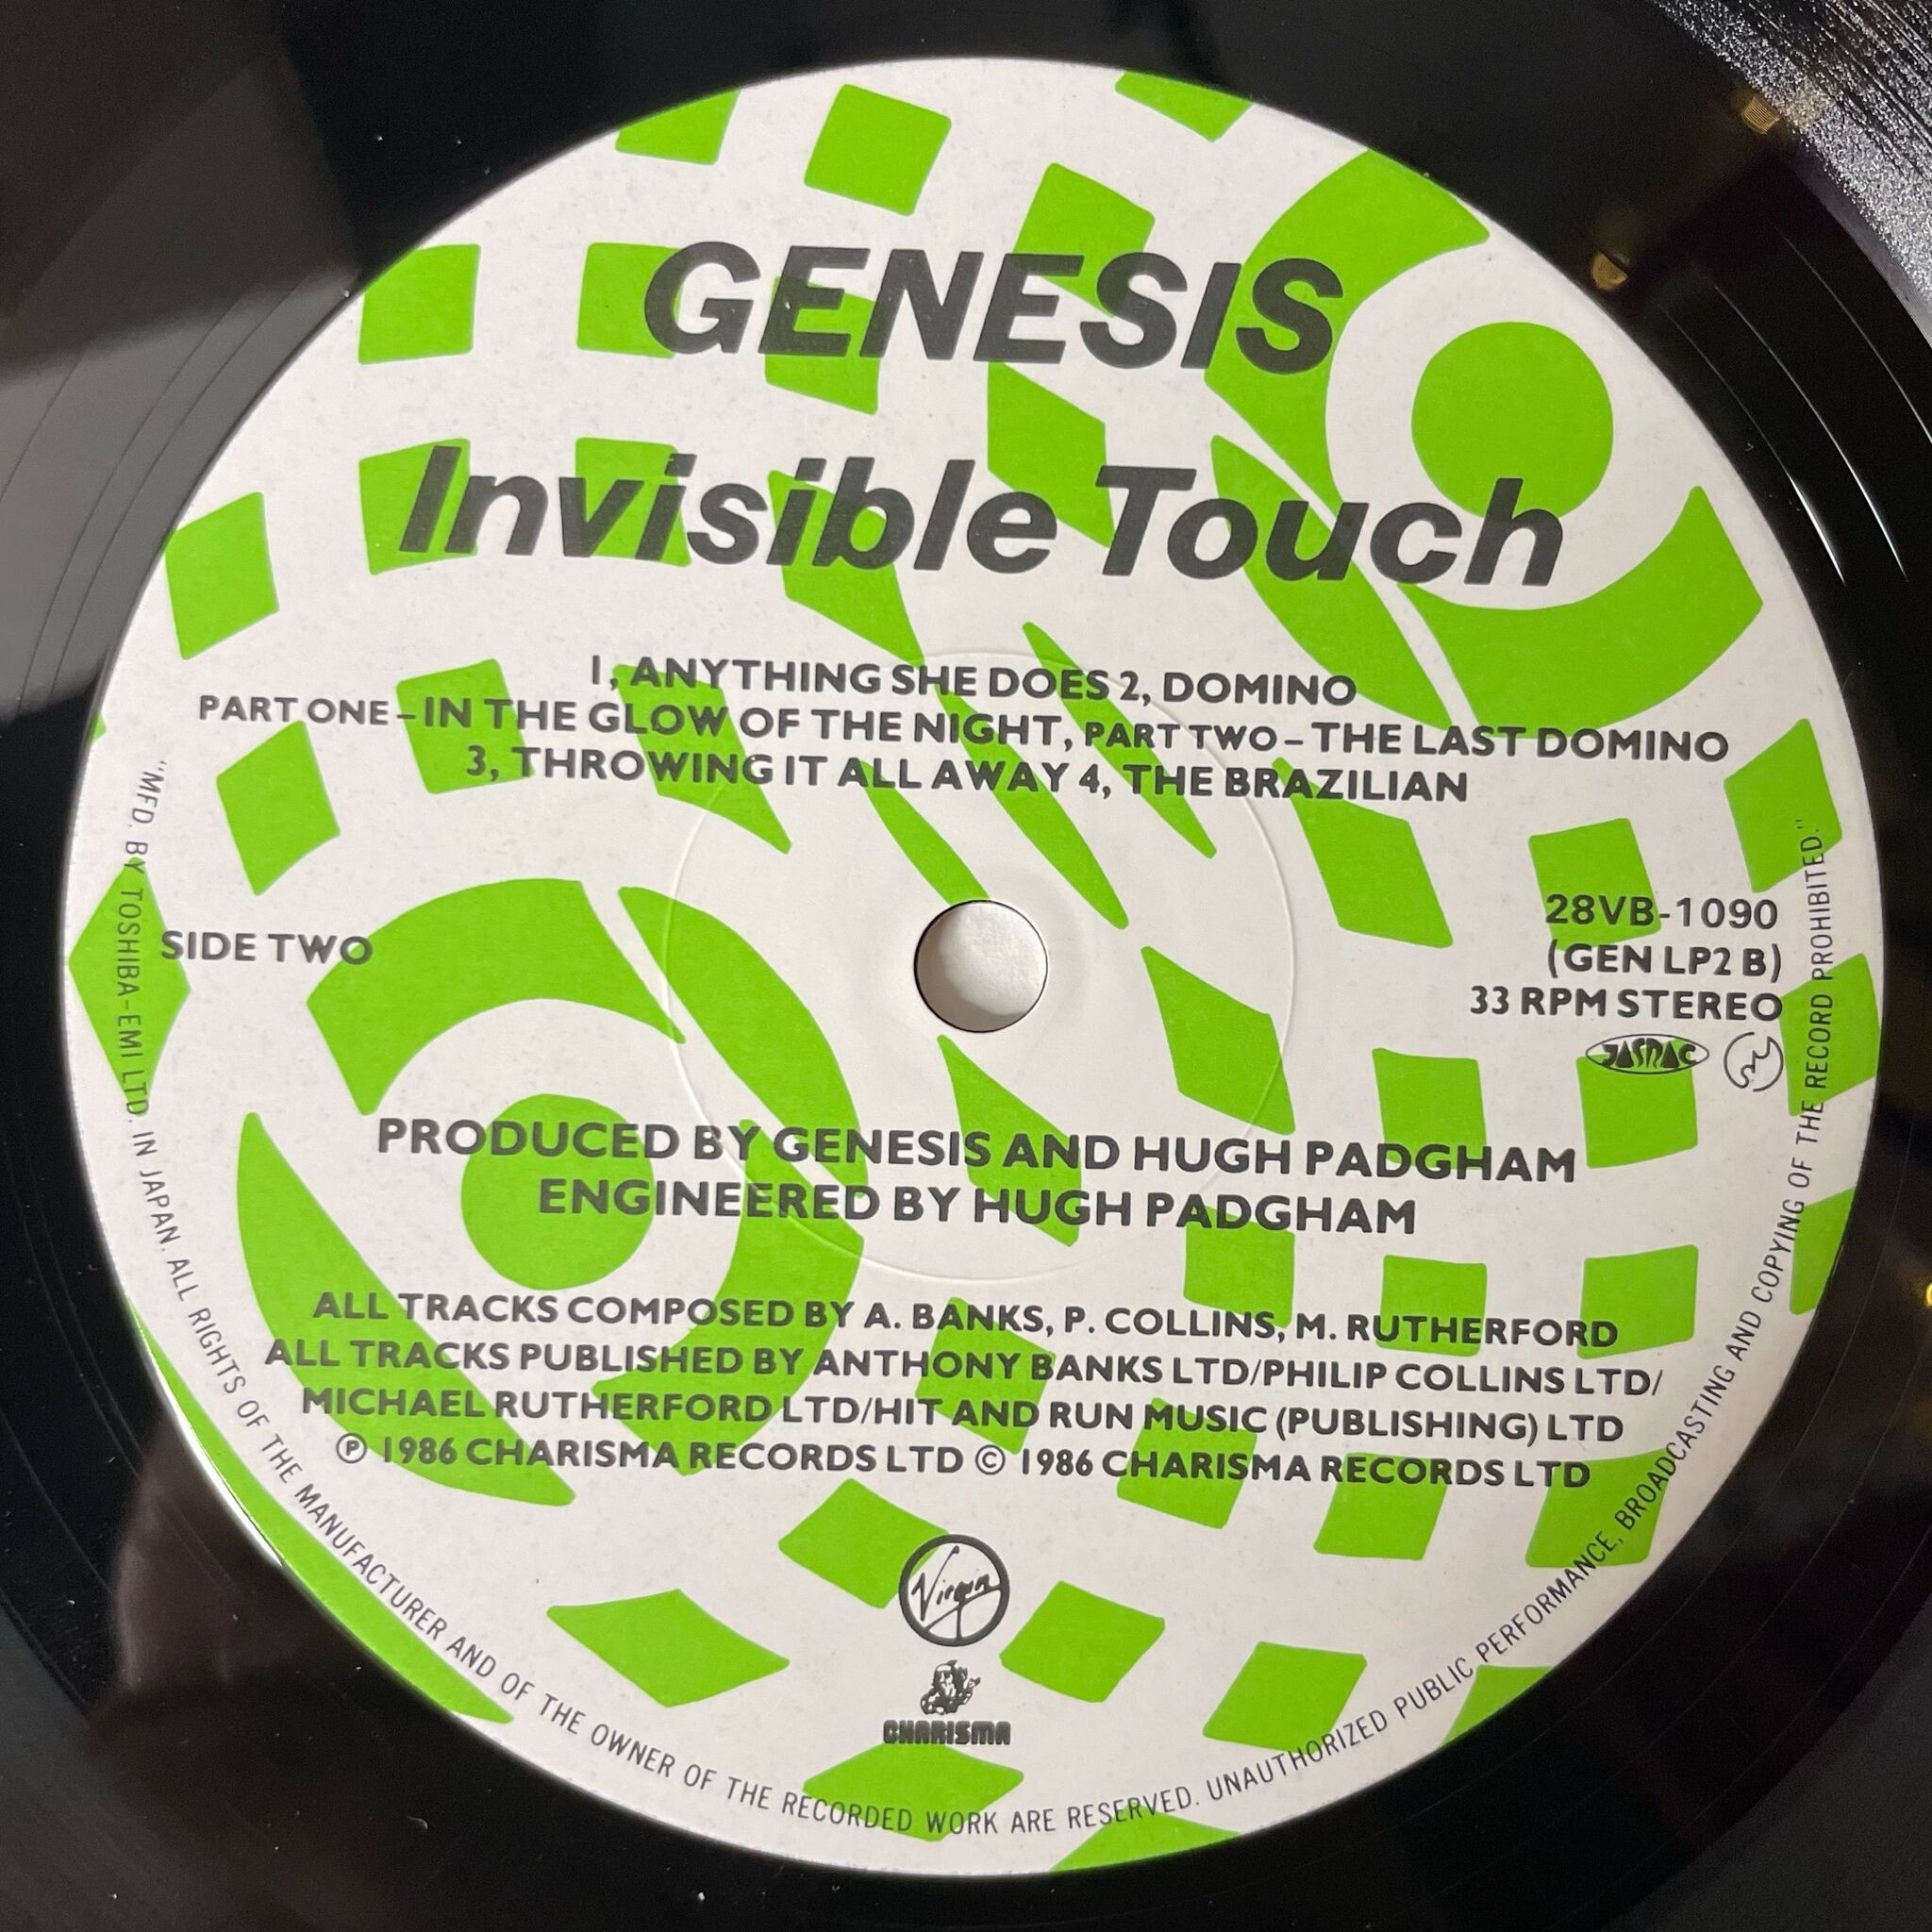 GENESIS
Invisible Touch
1, ANYTHING SHE DOES 2, DOMINO
PART ONE – IN THE GLOW OF THE NIGHT, PART TWO – THE LAST DOMINO
3, THROWING IT ALL AWAY 4, THE BRAZILIAN
SIDE TWO
28VB-1090
(GEN LP2 B)
33 RPM STEREO
JASRAC
PRODUCED BY GENESIS AND HUGH PADGHAM
ENGINEERED BY HUGH PADGHAM
ALL TRACKS COMPOSED BY A. BANKS, P. COLLINS, M. RUTHERFORD
ALL TRACKS PUBLISHED BY ANTHONY BANKS LTD/PHILIP COLLINS LTD/
MICHAEL RUTHERFORD LTD/HIT AND RUN MUSIC (PUBLISHING) LTD
℗ 1986 CHARISMA RECORDS LTD © 1986 CHARISMA RECORDS LTD
Virgin
CHARISMA
"MFD. BY TOSHIBA-EMI LTD. IN JAPAN. ALL RIGHTS OF THE MANUFACTURER AND OF THE OWNER OF THE RECORDED WORK ARE RESERVED. UNAUTHORIZED PUBLIC PERFORMANCE, BROADCASTING AND COPYING OF THE RECORD PROHIBITED."